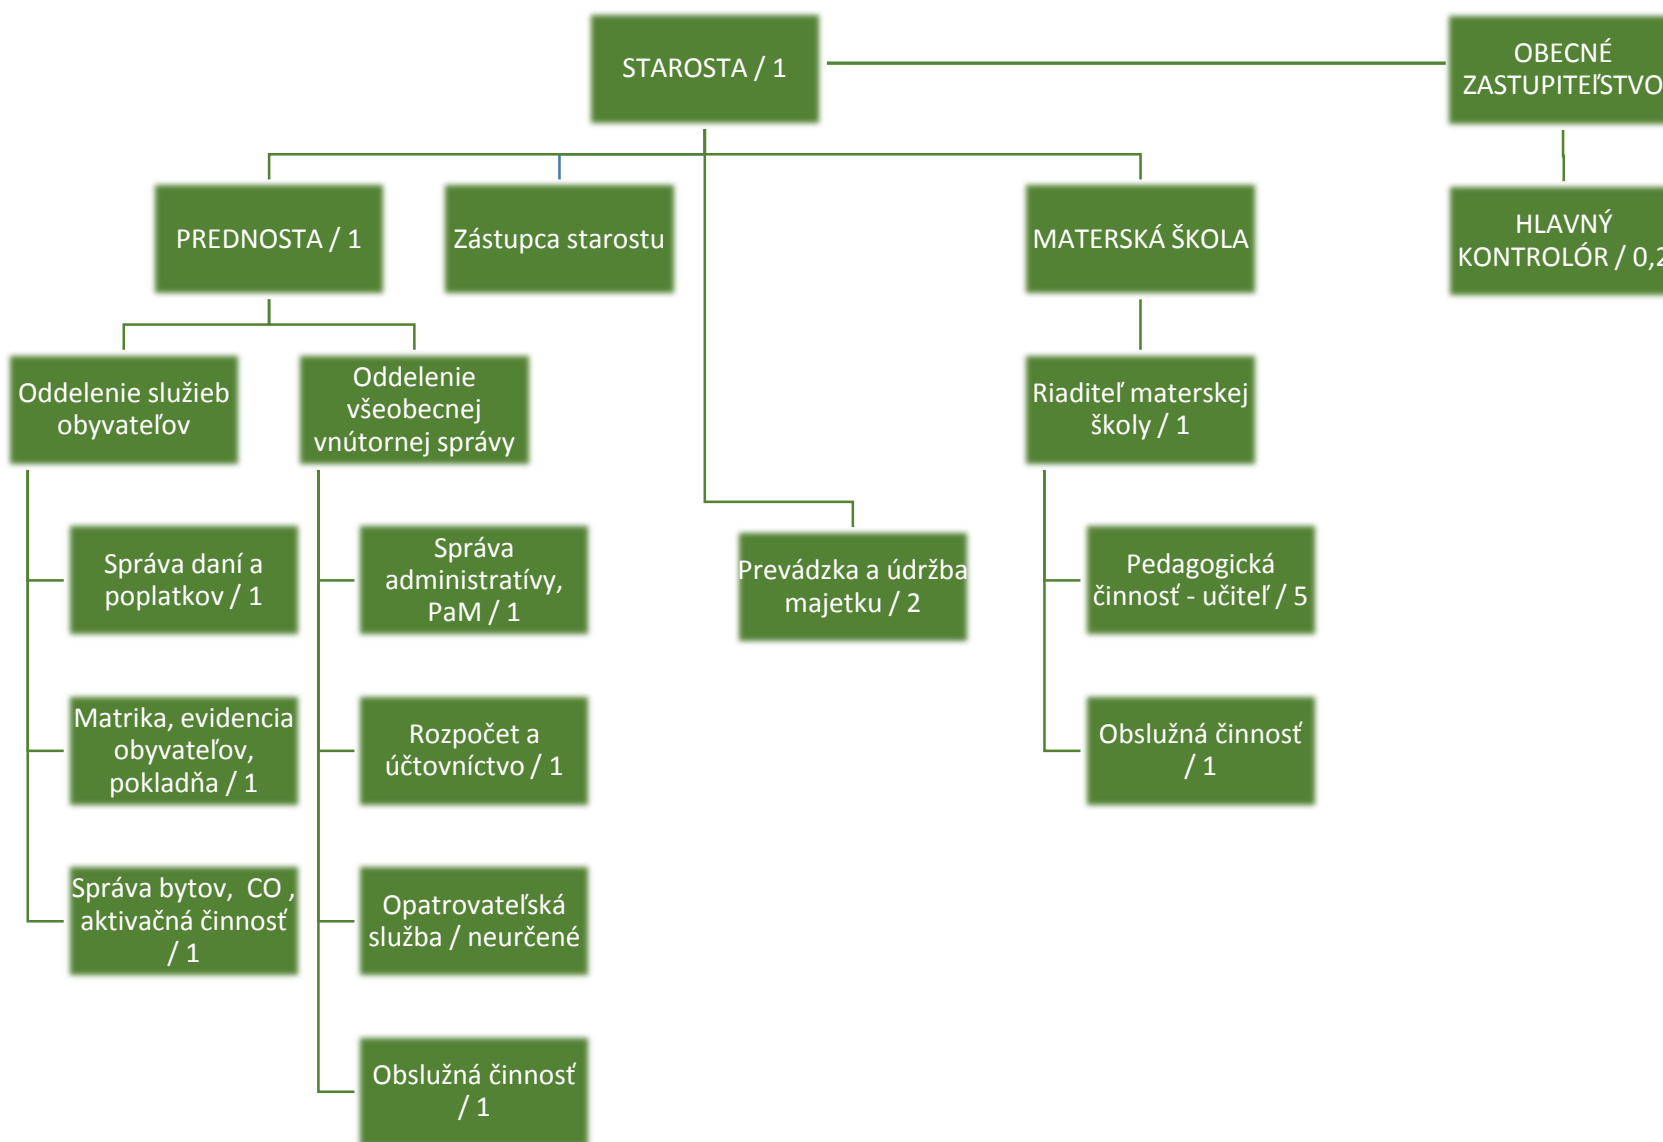 STAROSTA / 1
OBECNÉ
ZASTUPITEĽSTVO
PREDNOSTA / 1
Zástupca starostu
MATERSKÁ ŠKOLA
HLAVNÝ
KONTROLÓR / 0,2
Oddelenie služieb
obyvateľov
Oddelenie
všeobecnej
vnútornej správy
Riaditeľ materskej
školy / 1
Správa daní a
poplatkov / 1
Správa
administratívy,
PaM / 1
Prevádzka a údržba
majetku / 2
Pedagogická
činnosť - učiteľ / 5
Matrika, evidencia
obyvateľov,
pokladňa / 1
Rozpočet a
účtovníctvo / 1
Obslužná činnosť
/ 1
Správa bytov, CO ,
aktivačná činnosť
/ 1
Opatrovateľská
služba / neurčené
Obslužná činnosť
/ 1